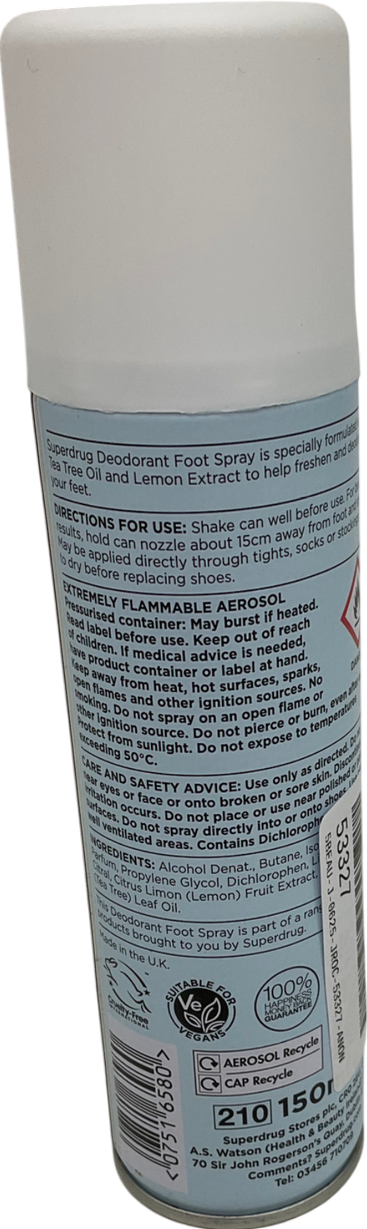 Superdrug Deodorant Foot Spray is specially formulated
Tea Tree Oil and Lemon Extract to help freshen and
your feet.
DIRECTIONS FOR USE: Shake can well before use. For
results, hold can nozzle about 15cm away from foot and
May be applied directly through tights, socks or
to dry before replacing shoes.
EXTREMELY FLAMMABLE AEROSOL
Pressurised container: May burst if heated.
Read label before use. Keep out of reach
of children. If medical advice is needed,
have product container or label at hand.
Keep away from heat, hot surfaces, sparks,
open flames and other ignition sources. No
smoking. Do not spray on an open flame or
other ignition source. Do not pierce or burn, even after
Protect from sunlight. Do not expose to temperatures
exceeding 50°C.
CARE AND SAFETY ADVICE: Use only as directed. Do
near eyes or face or onto broken or sore skin.
irritation occurs. Do not place or use near polished or
surfaces. Do not spray directly into or onto shoes.
well ventilated areas. Contains
INGREDIENTS: Alcohol Denat., Butane,
Parfum, Propylene Glycol, Dichlorophen,
Citral, Citrus Limon (Lemon) Fruit Extract,
(Tea Tree) Leaf Oil.
This Deodorant Foot Spray is part of a
products brought to you by Superdrug.
Made in the U.K.
Cruelty-Free
INTERNATIONAL
SUITABLE FOR
Ve
VEGANS
100%
HAPPINESS
MONEY BACK
GUARANTEE
AEROSOL Recycle
CAP Recycle
<07516580>
210 150
Superdrug Stores plc,
A.S. Watson (Health & Beauty
70 Sir John Rogerson's Quay,
Comments?
Tel: 03456 710709
53327